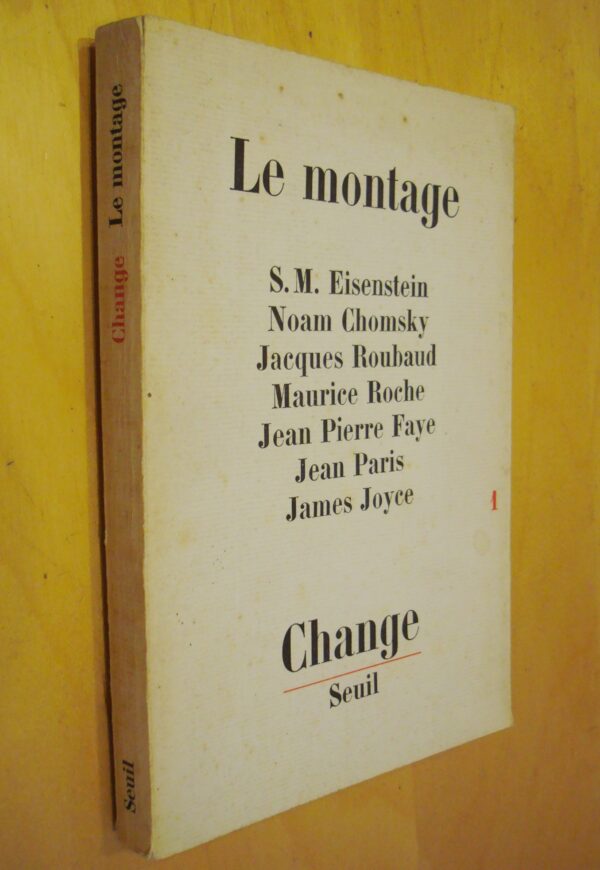 Le montage
S.M. Eisenstein
Noam Chomsky
Jacques Roubaud
Maurice Roche
Jean Pierre Faye
Jean Paris
James Joyce
1
Change
Seuil
Change Le montage
Seuil